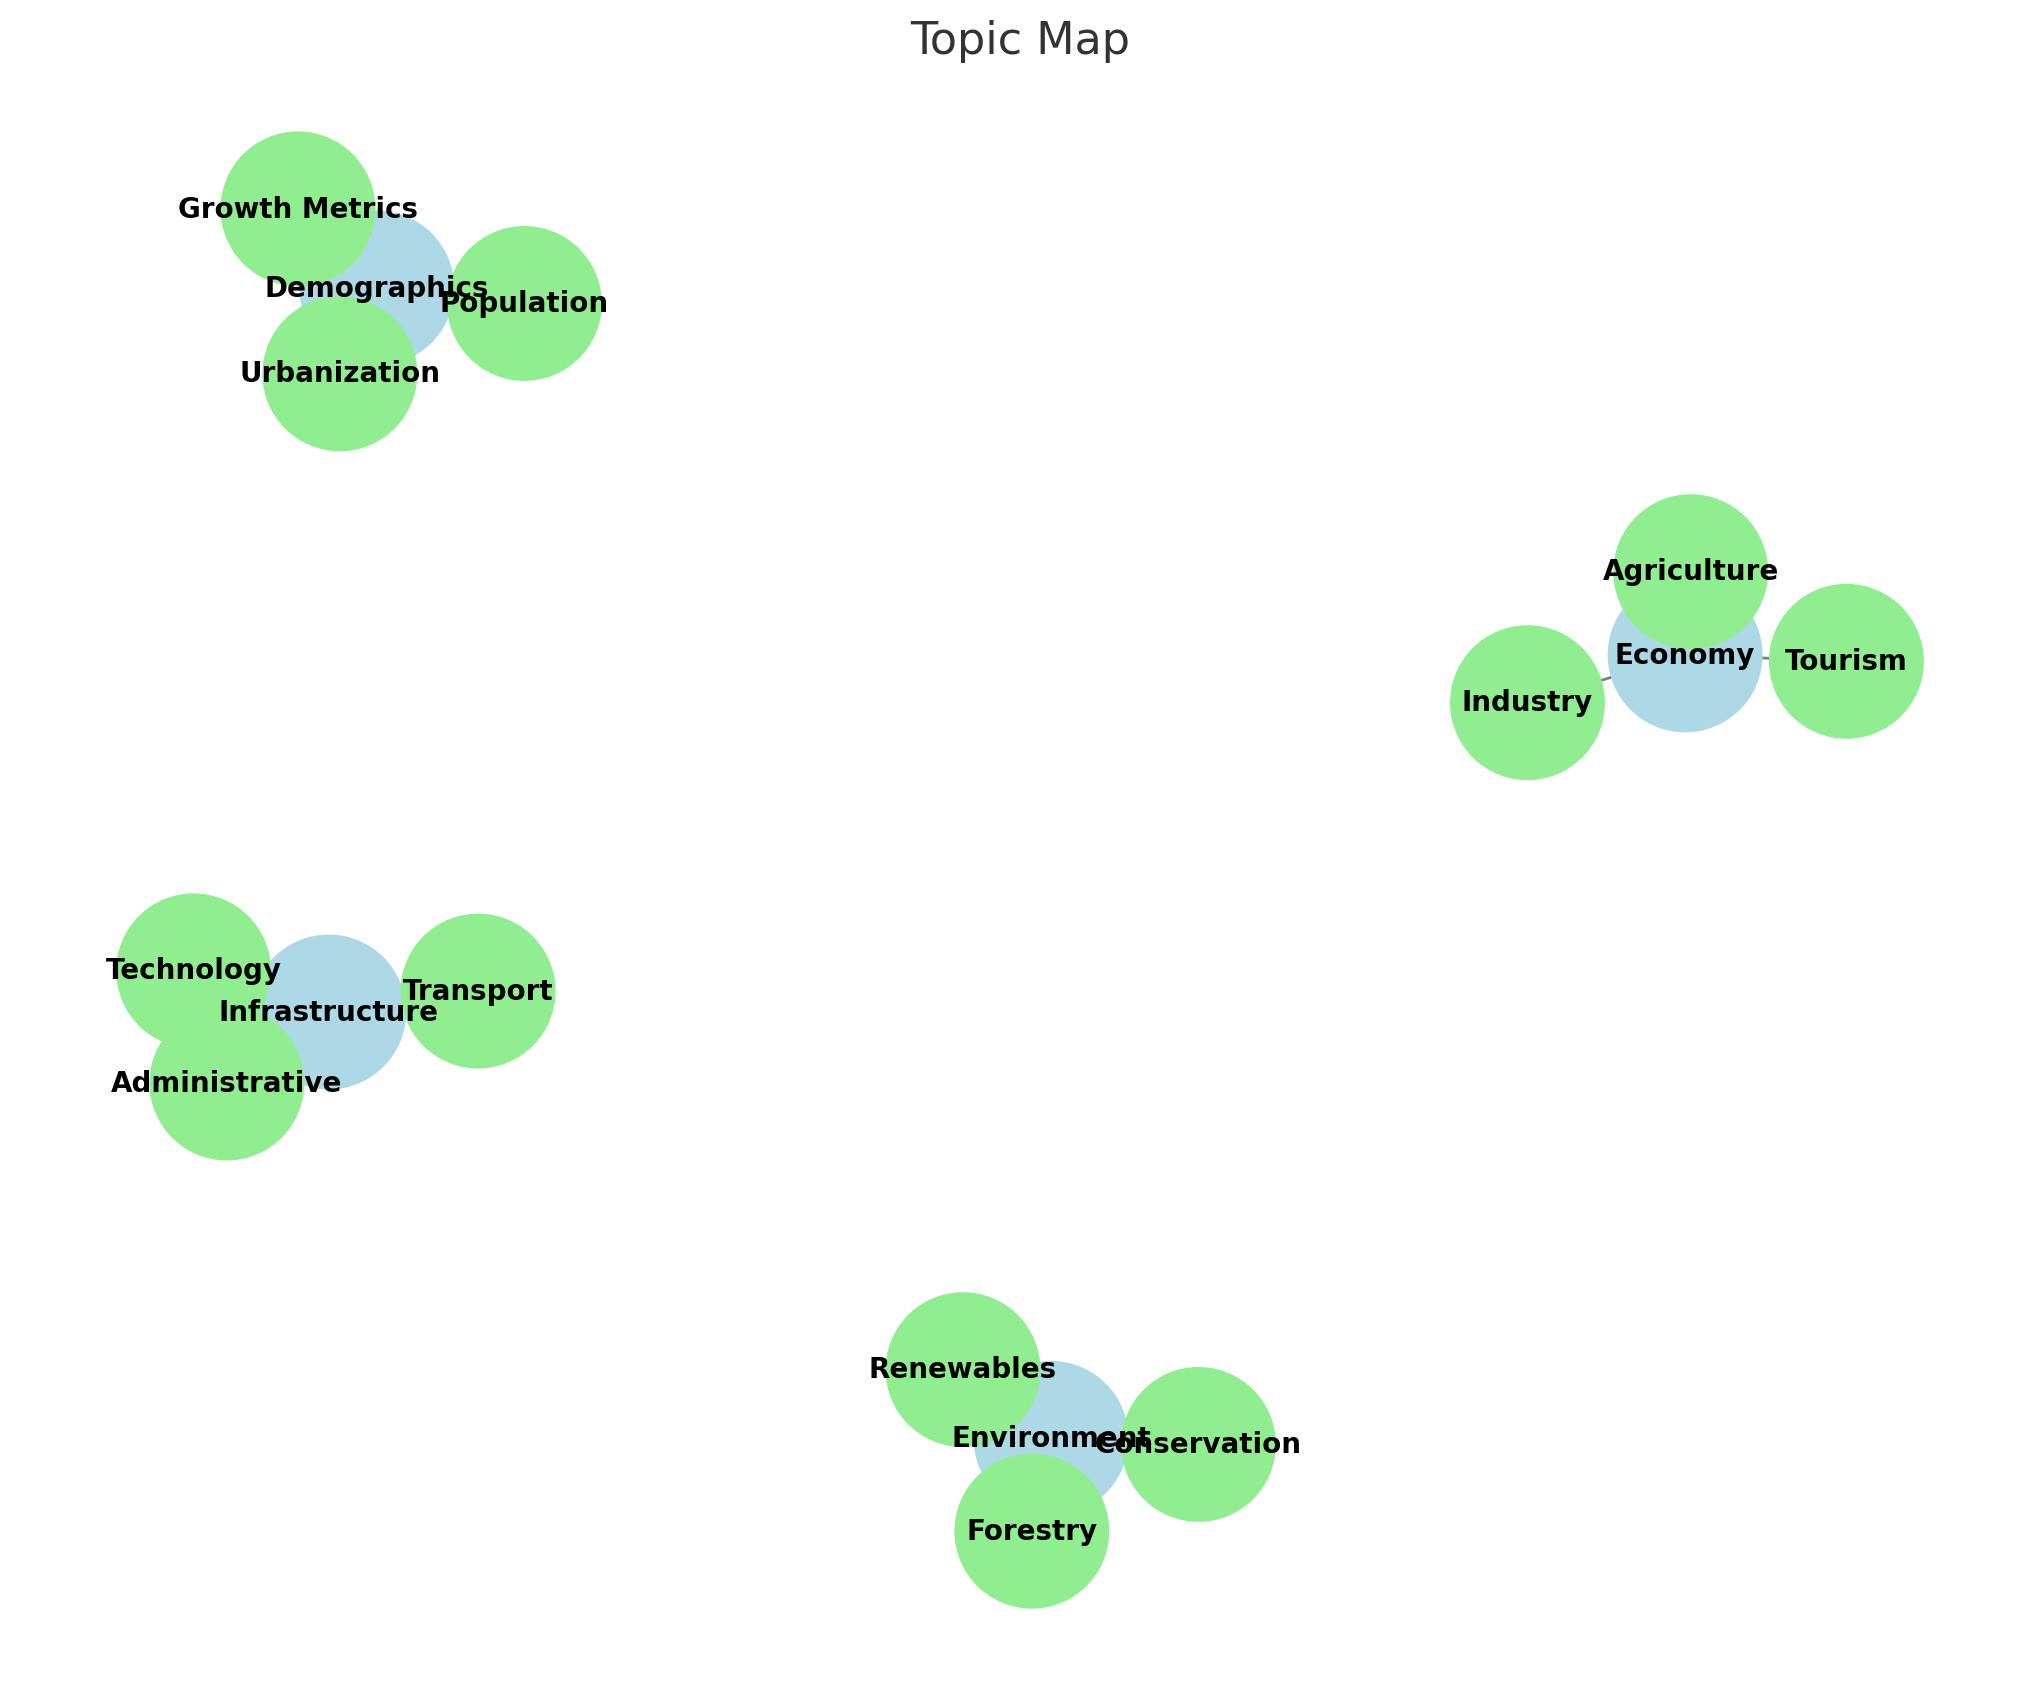 Topic Map
Growth Metrics
Demographics
Population
Urbanization
Agriculture
Economy
Tourism
Industry
Technology
Transport
Infrastructure
Administrative
Renewables
Environment
Conservation
Forestry